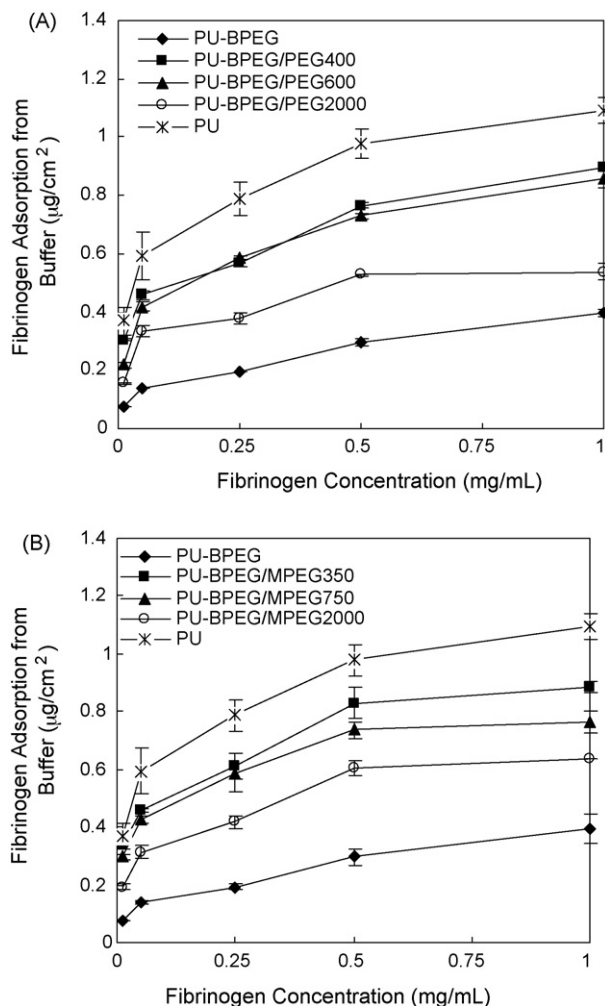 (A)
1.4
1.2
1
0.8
0.6
0.4
0.2
0
Fibrinogen Adsorption from
Buffer (μg/cm²)
PU-BPEG
PU-BPEG/PEG400
PU-BPEG/PEG600
PU-BPEG/PEG2000
PU
0 0.25 0.5 0.75 1
Fibrinogen Concentration (mg/mL)
(B)
1.4
1.2
1
0.8
0.6
0.4
0.2
0
Fibrinogen Adsorption from
Buffer (μg/cm²)
PU-BPEG
PU-BPEG/MPEG350
PU-BPEG/MPEG750
PU-BPEG/MPEG2000
PU
0 0.25 0.5 0.75 1
Fibrinogen Concentration (mg/mL)